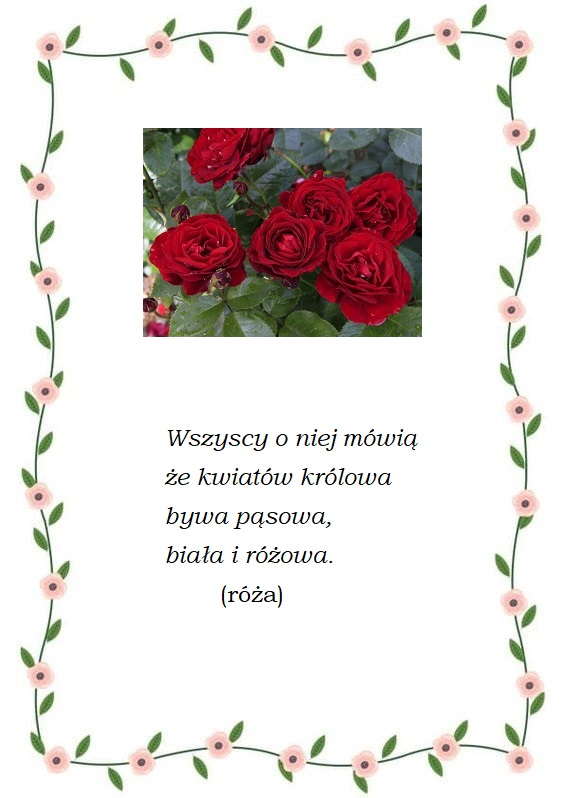 Wszyscy o niej mówią
że kwiatów królowa
bywa pąsowa,
biała i różowa.
(róża)